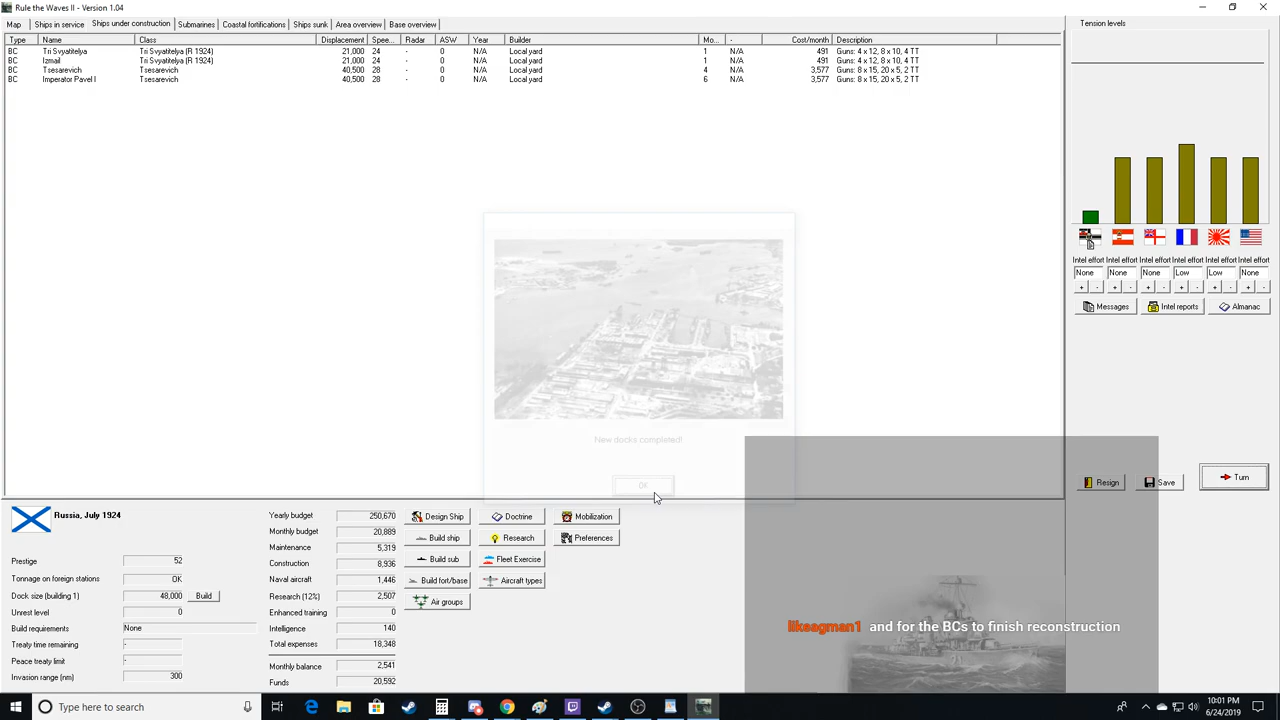 Rule the Waves II - Version 1.04
Map Ships in service Ships under construction Submarines Coastal fortifications Ships sunk Area overview Base overview
Type Name Class Displacement Spee... Radar ASW Year Builder Mo... - Cost/month Description
BC Tri Svyatitelya Tri Svyatitelya (R 1924) 21,000 24 - 0 N/A Local yard 1 N/A 491 Guns: 4 x 12, 8 x 10, 4 TT
BC Izmail Tri Svyatitelya (R 1924) 21,000 24 - 0 N/A Local yard 1 N/A 491 Guns: 4 x 12, 8 x 10, 4 TT
BC Tsesarevich Tsesarevich 40,500 28 - 0 N/A Local yard 4 N/A 3,577 Guns: 8 x 15, 20 x 5, 2 TT
BC Imperator Pavel I Tsesarevich 40,500 28 - 0 N/A Local yard 6 N/A 3,577 Guns: 8 x 15, 20 x 5, 2 TT
New docks completed!
OK
Tension levels
Intel effort Intel effort Intel effort Intel effort Intel effort Intel effort
None None None Low Low None
+ - + - + - + - + - + -
Messages Intel reports Almanac
Resign Save Turn
likeagman1 and for the BCs to finish reconstruction
Russia, July 1924
Prestige 52
Tonnage on foreign stations OK
Dock size (building 1) 48,000 Build
Unrest level 0
Build requirements None
Treaty time remaining -
Peace treaty limit -
Invasion range (nm) 300
Yearly budget 250,670
Monthly budget 20,889
Maintenance 5,319
Construction 8,936
Naval aircraft 1,446
Research (12%) 2,507
Enhanced training 0
Intelligence 140
Total expenses 18,348
Monthly balance 2,541
Funds 20,592
Design Ship Doctrine Mobilization
Build ship Research Preferences
Build sub Fleet Exercise
Build fort/base Aircraft types
Air groups
Type here to search
10:01 PM
6/24/2019